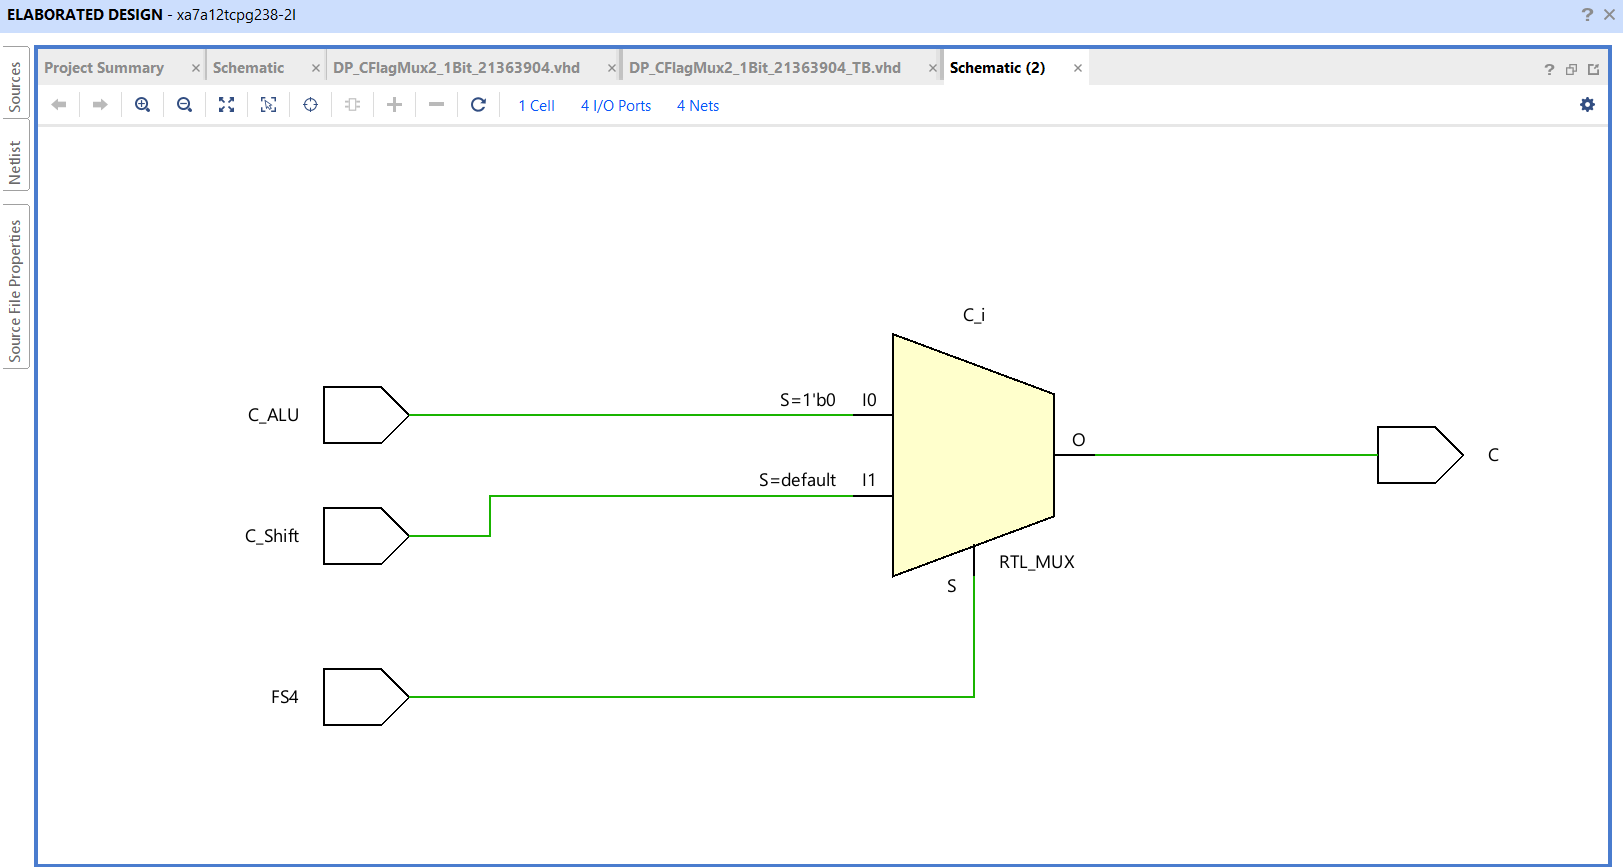 ELABORATED DESIGN - xa7a12tcpg238-2I
Sources
Netlist
Source File Properties
Project Summary
Schematic
DP_CFlagMux2_1Bit_21363904.vhd
DP_CFlagMux2_1Bit_21363904_TB.vhd
Schematic (2)
1 Cell
4 I/O Ports
4 Nets
C_i
C_ALU
S=1'b0
I0
O
C
S=default
I1
C_Shift
RTL_MUX
S
FS4